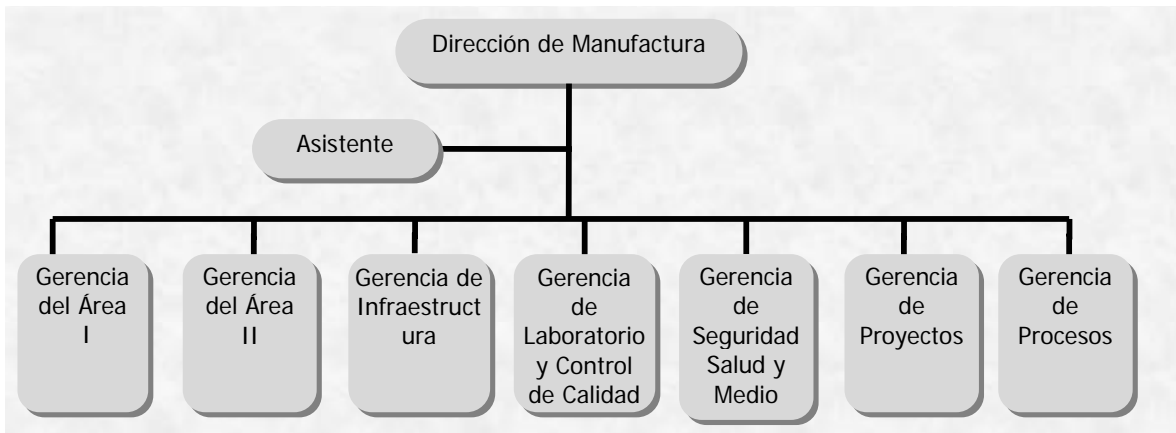 Dirección de Manufactura
Asistente
Gerencia
del Área
I
Gerencia
del Área
II
Gerencia de
Infraestruct
ura
Gerencia
de
Laboratorio
y Control
de Calidad
Gerencia
de
Seguridad
Salud y
Medio
Gerencia
de
Proyectos
Gerencia
de
Procesos